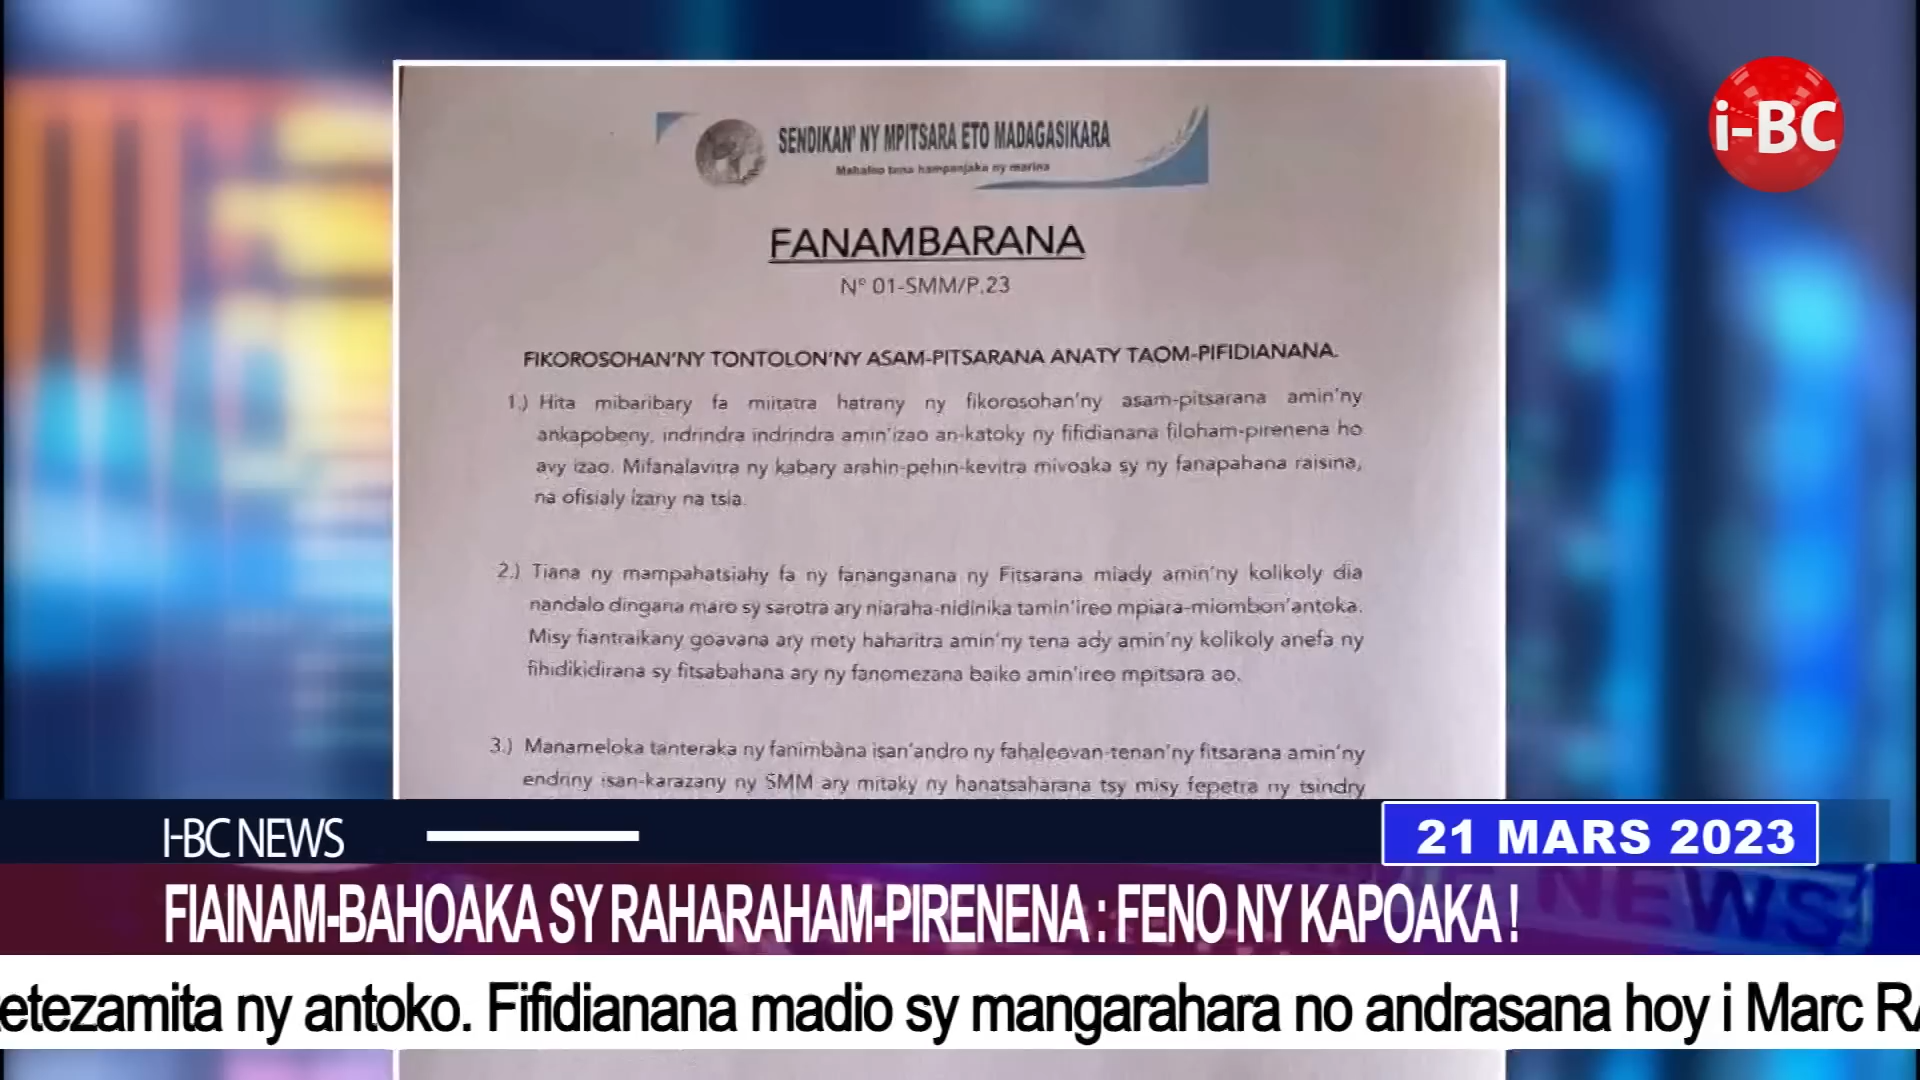 i-BC
SENDIKAN' NY MPITSARA ETO MADAGASIKARA
Mahaleo tena hampanjaka ny marina
FANAMBARANA
N° 01-SMM/P.23
FIKOROSOHAN'NY TONTOLON'NY ASAM-PITSARANA ANATY TAOM-PIFIDIANANA.
1.) Hita mibaribary fa miitatra hatrany ny fikorosohan'ny asam-pitsarana amin'ny
ankapobeny, indrindra indrindra amin'izao an-katoky ny fifidianana filoham-pirenena ho
avy izao. Mifanalavitra ny kabary arahin-pehin-kevitra mivoaka sy ny fanapahana raisina,
na ofisialy izany na tsia.
2.) Tiana ny mampahatsiahy fa ny fananganana ny Fitsarana miady amin'ny kolikoly dia
nandalo dingana maro sy sarotra ary niaraha-nidinika tamin'ireo mpiara-miombon'antoka.
Misy fiantraikany goavana ary mety haharitra amin'ny tena ady amin'ny kolikoly anefa ny
fihidikidirana sy fitsabahana ary ny fanomezana baiko amin'ireo mpitsara ao.
3.) Manameloka tanteraka ny fanimbàna isan'andro ny fahaleovan-tenan'ny fitsarana amin'ny
endriny isan-karazany ny SMM ary mitaky ny hanatsaharana tsy misy fepetra ny tsindry
I-BC NEWS
21 MARS 2023
FIAINAM-BAHOAKA SY RAHARAHAM-PIRENENA : FENO NY KAPOAKA !
NEWS
etezamita ny antoko. Fifidianana madio sy mangarahara no andrasana hoy i Marc RA